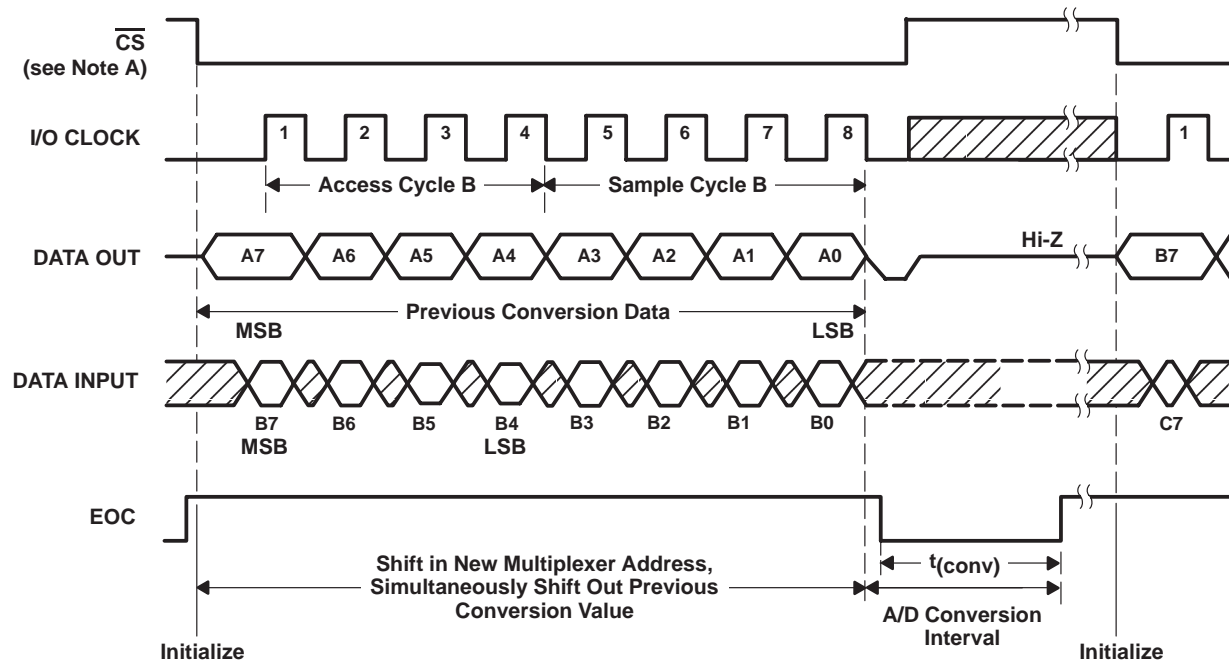 CS
(see Note A)
I/O CLOCK
1 2 3 4 5 6 7 8 1
Access Cycle B
Sample Cycle B
DATA OUT
A7 A6 A5 A4 A3 A2 A1 A0
Hi-Z
B7
Previous Conversion Data
MSB
LSB
DATA INPUT
B7 B6 B5 B4 B3 B2 B1 B0 C7
MSB
LSB
EOC
Shift in New Multiplexer Address,
Simultaneously Shift Out Previous
Conversion Value
t(conv)
A/D Conversion
Interval
Initialize
Initialize